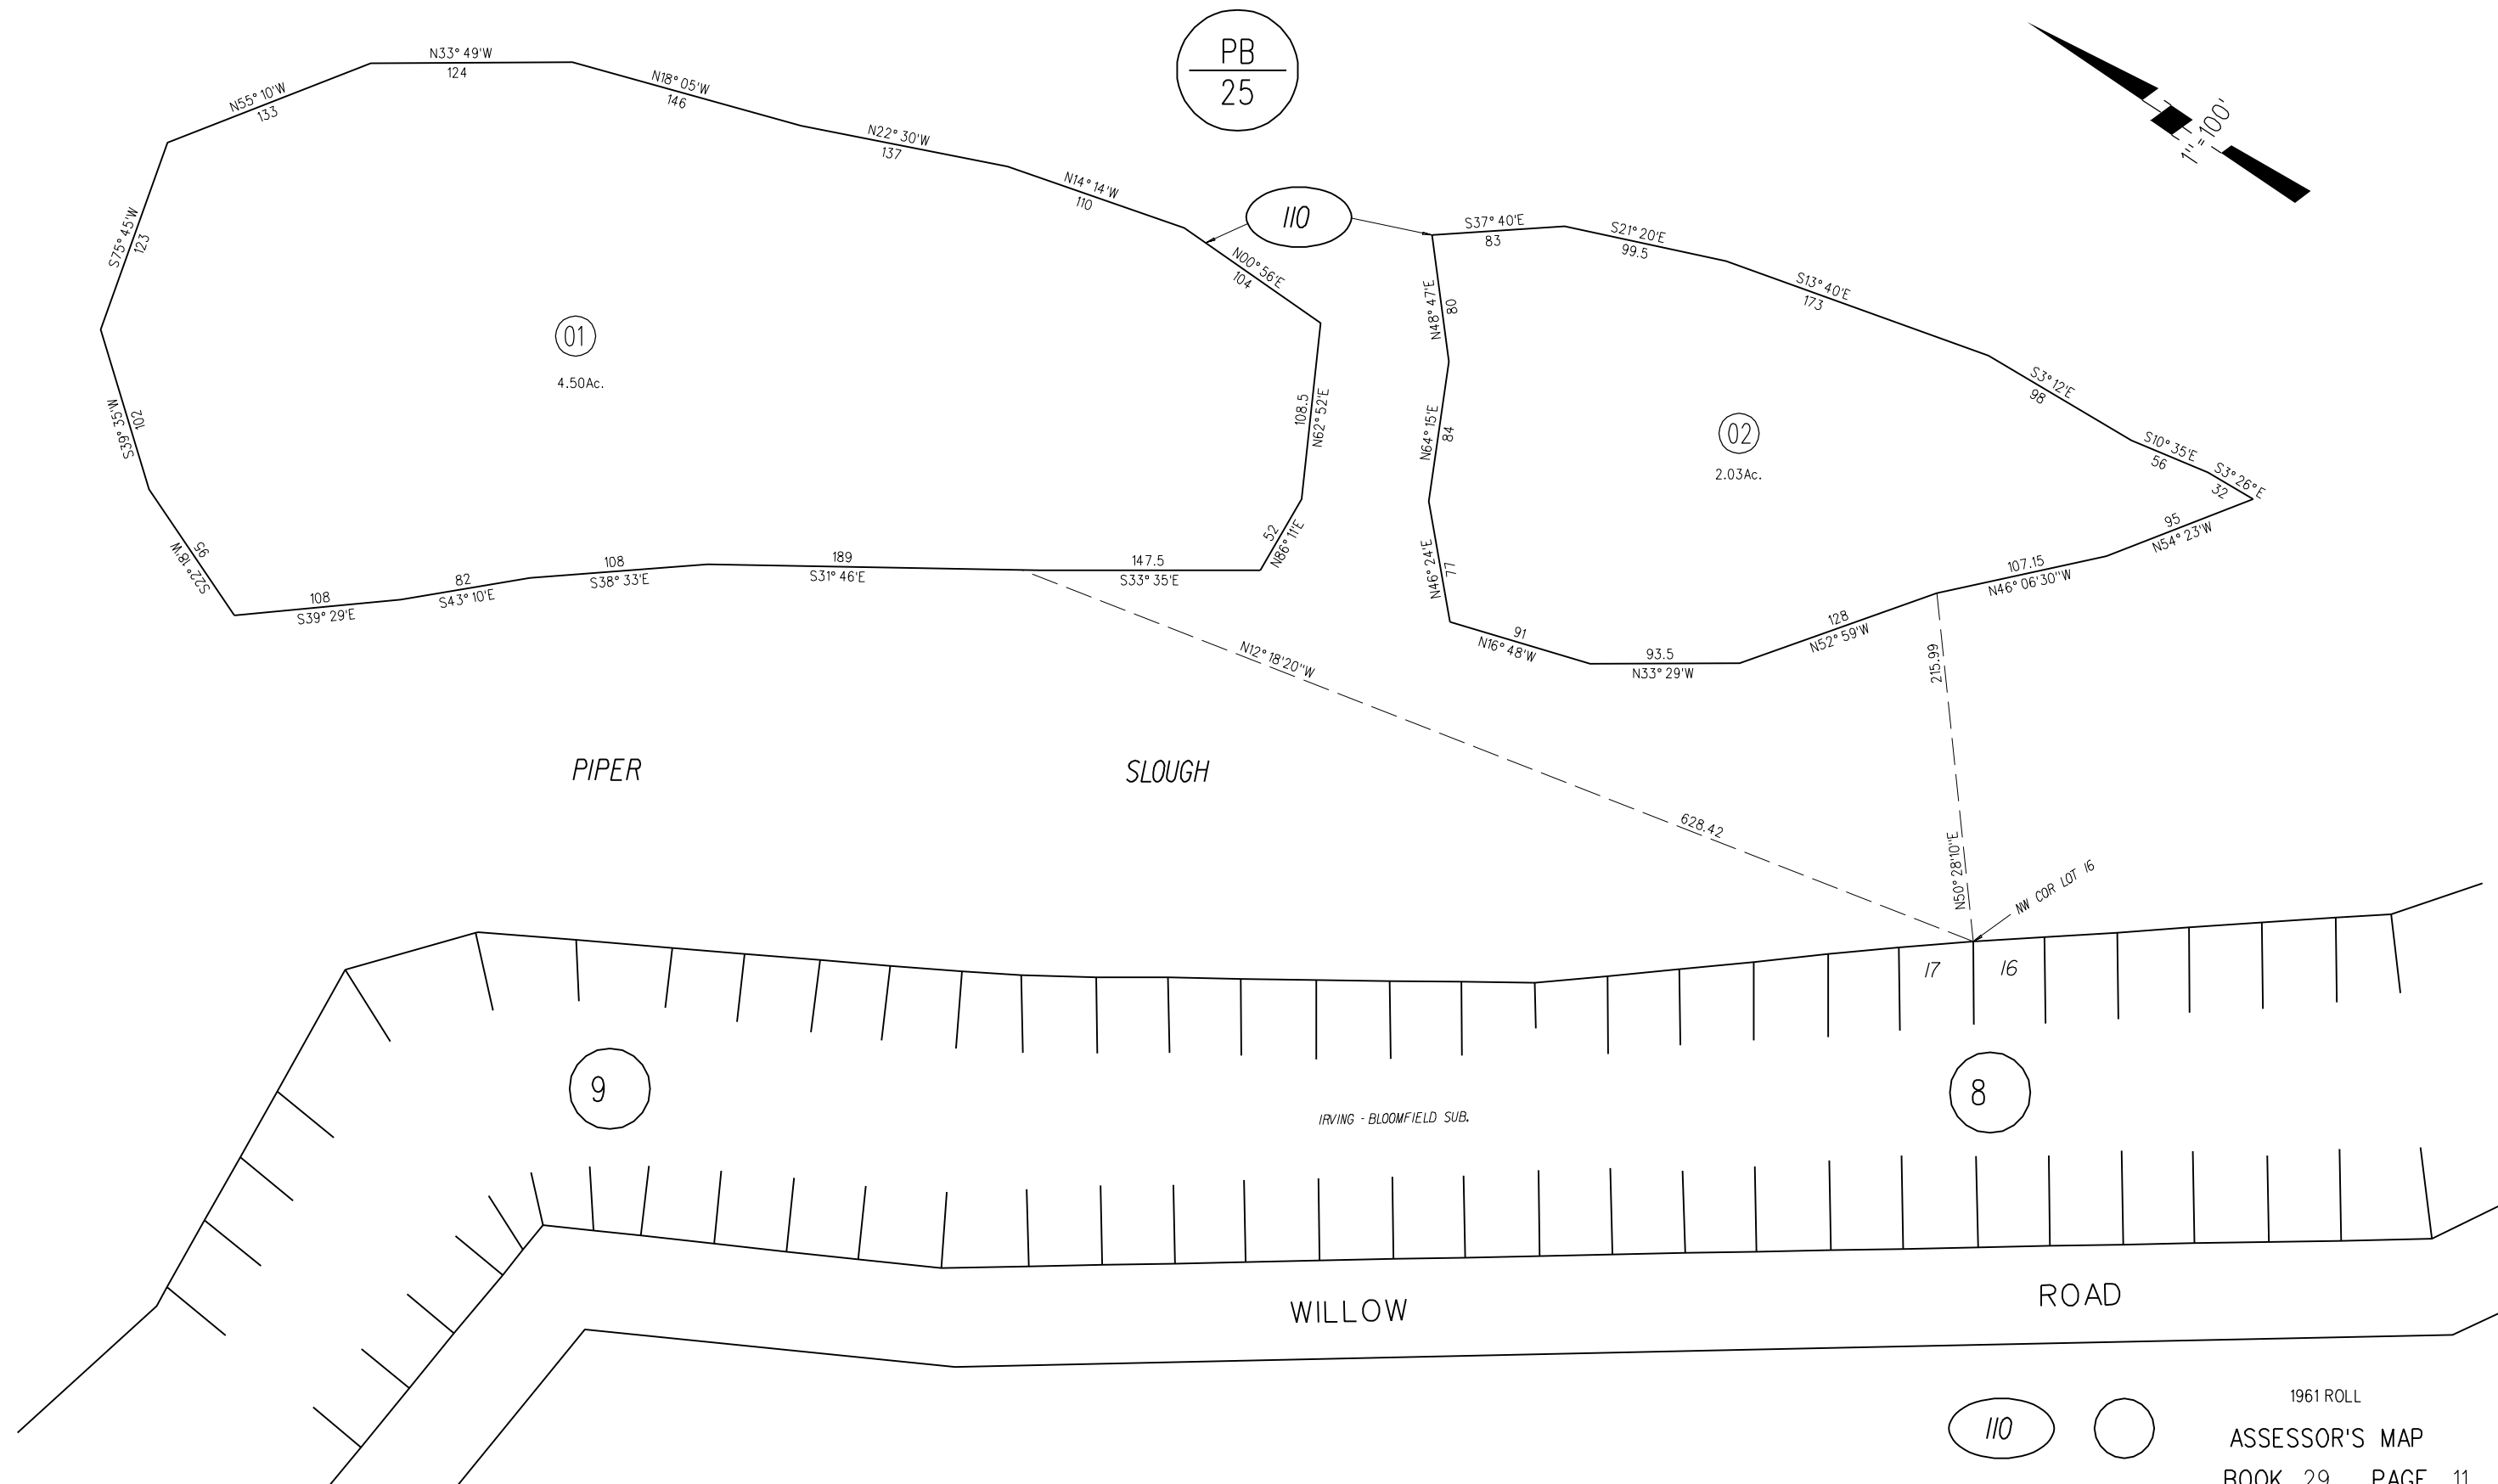 PB
25
1"=100'
N33°49'W
124
N55°10'W
133
N18°05'W
146
N22°30'W
137
N14°14'W
110
110
N00°56'E
104
S75°45'W
123
01
4.50Ac.
108.5
N62°52'E
S39°35'W
102
52
N86°11'E
S22°18'W
95
108
S39°29'E
82
S43°10'E
108
S38°33'E
189
S31°46'E
147.5
S33°35'E
S37°40'E
83
S21°20'E
99.5
S13°40'E
173
N48°47'E
80
N64°15'E
84
02
2.03Ac.
S3°12'E
98
S10°35'E
56
S3°26°E
32
N46°24'E
77
95
N54°23'W
107.15
N46°06'30"W
128
N52°59'W
91
N16°48'W
93.5
N33°29'W
N12°18'20"W
628.42
215.99
N50°28'10"E
PIPER SLOUGH
NW COR LOT 16
17
16
9
8
IRVING - BLOOMFIELD SUB.
WILLOW ROAD
110
1961 ROLL
ASSESSOR'S MAP
BOOK 29 PAGE 11